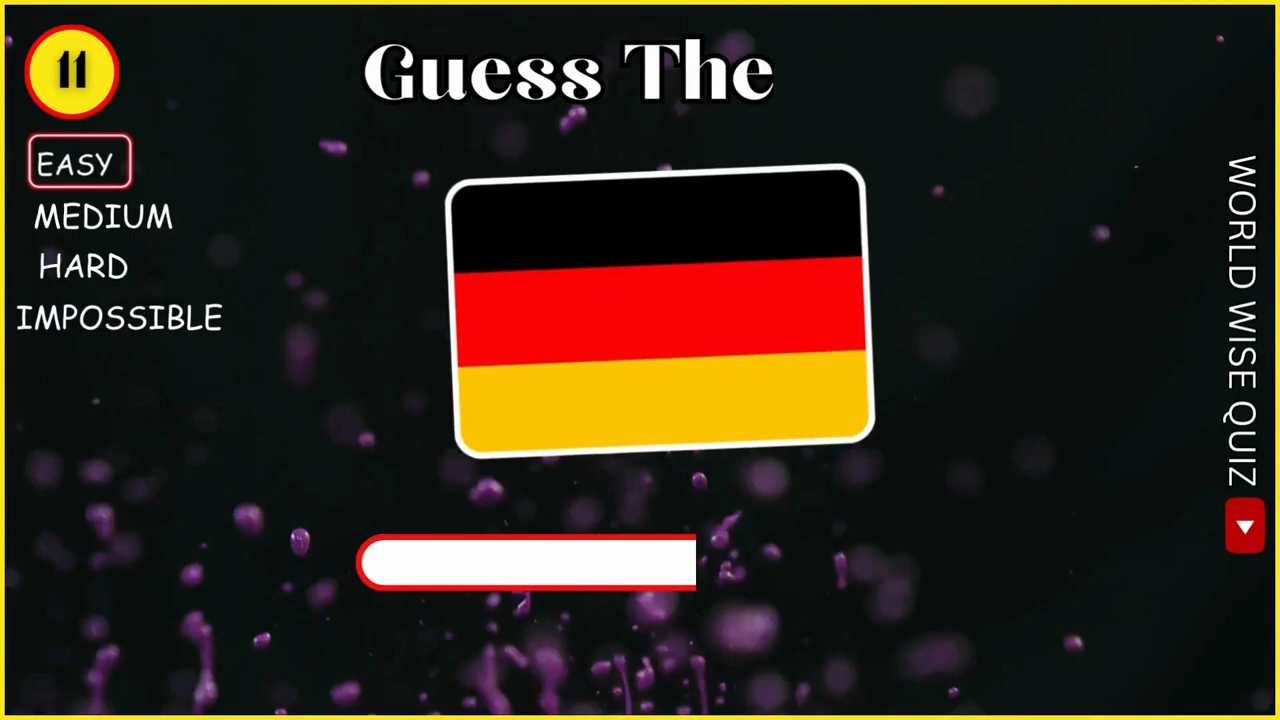 11
Guess The
EASY
MEDIUM
HARD
IMPOSSIBLE
WORLD WISE QUIZ